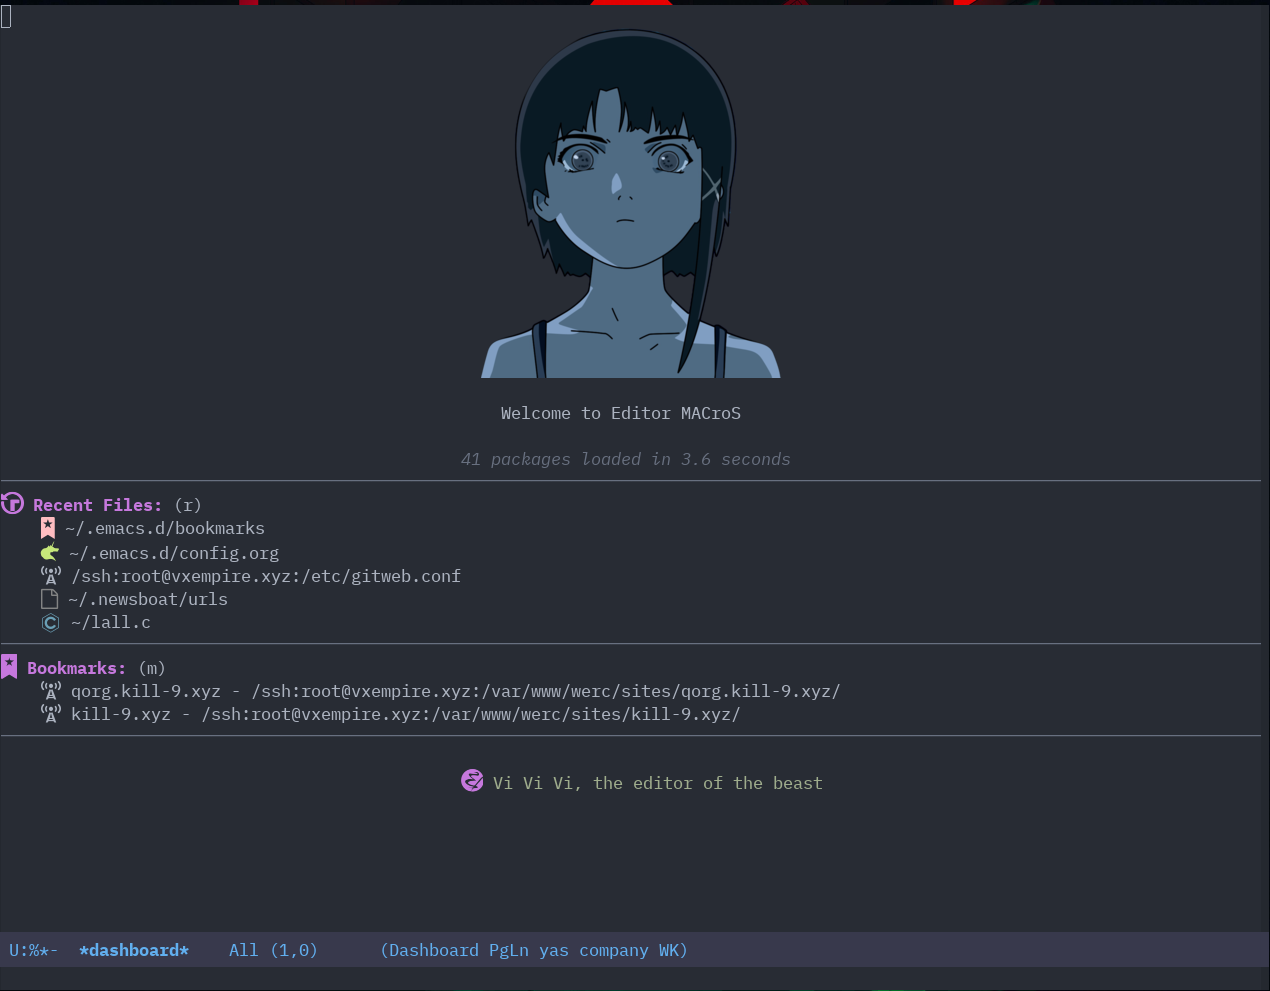 Welcome to Editor MACroS
41 packages loaded in 3.6 seconds
Recent Files: (r)
~/.emacs.d/bookmarks
~/.emacs.d/config.org
/ssh:root@vxempire.xyz:/etc/gitweb.conf
~/.newsboat/urls
~/lall.c
Bookmarks: (m)
qorg.kill-9.xyz - /ssh:root@vxempire.xyz:/var/www/werc/sites/qorg.kill-9.xyz/
kill-9.xyz - /ssh:root@vxempire.xyz:/var/www/werc/sites/kill-9.xyz/
Vi Vi Vi, the editor of the beast
U:%*-  *dashboard*    All (1,0)      (Dashboard PgLn yas company WK)